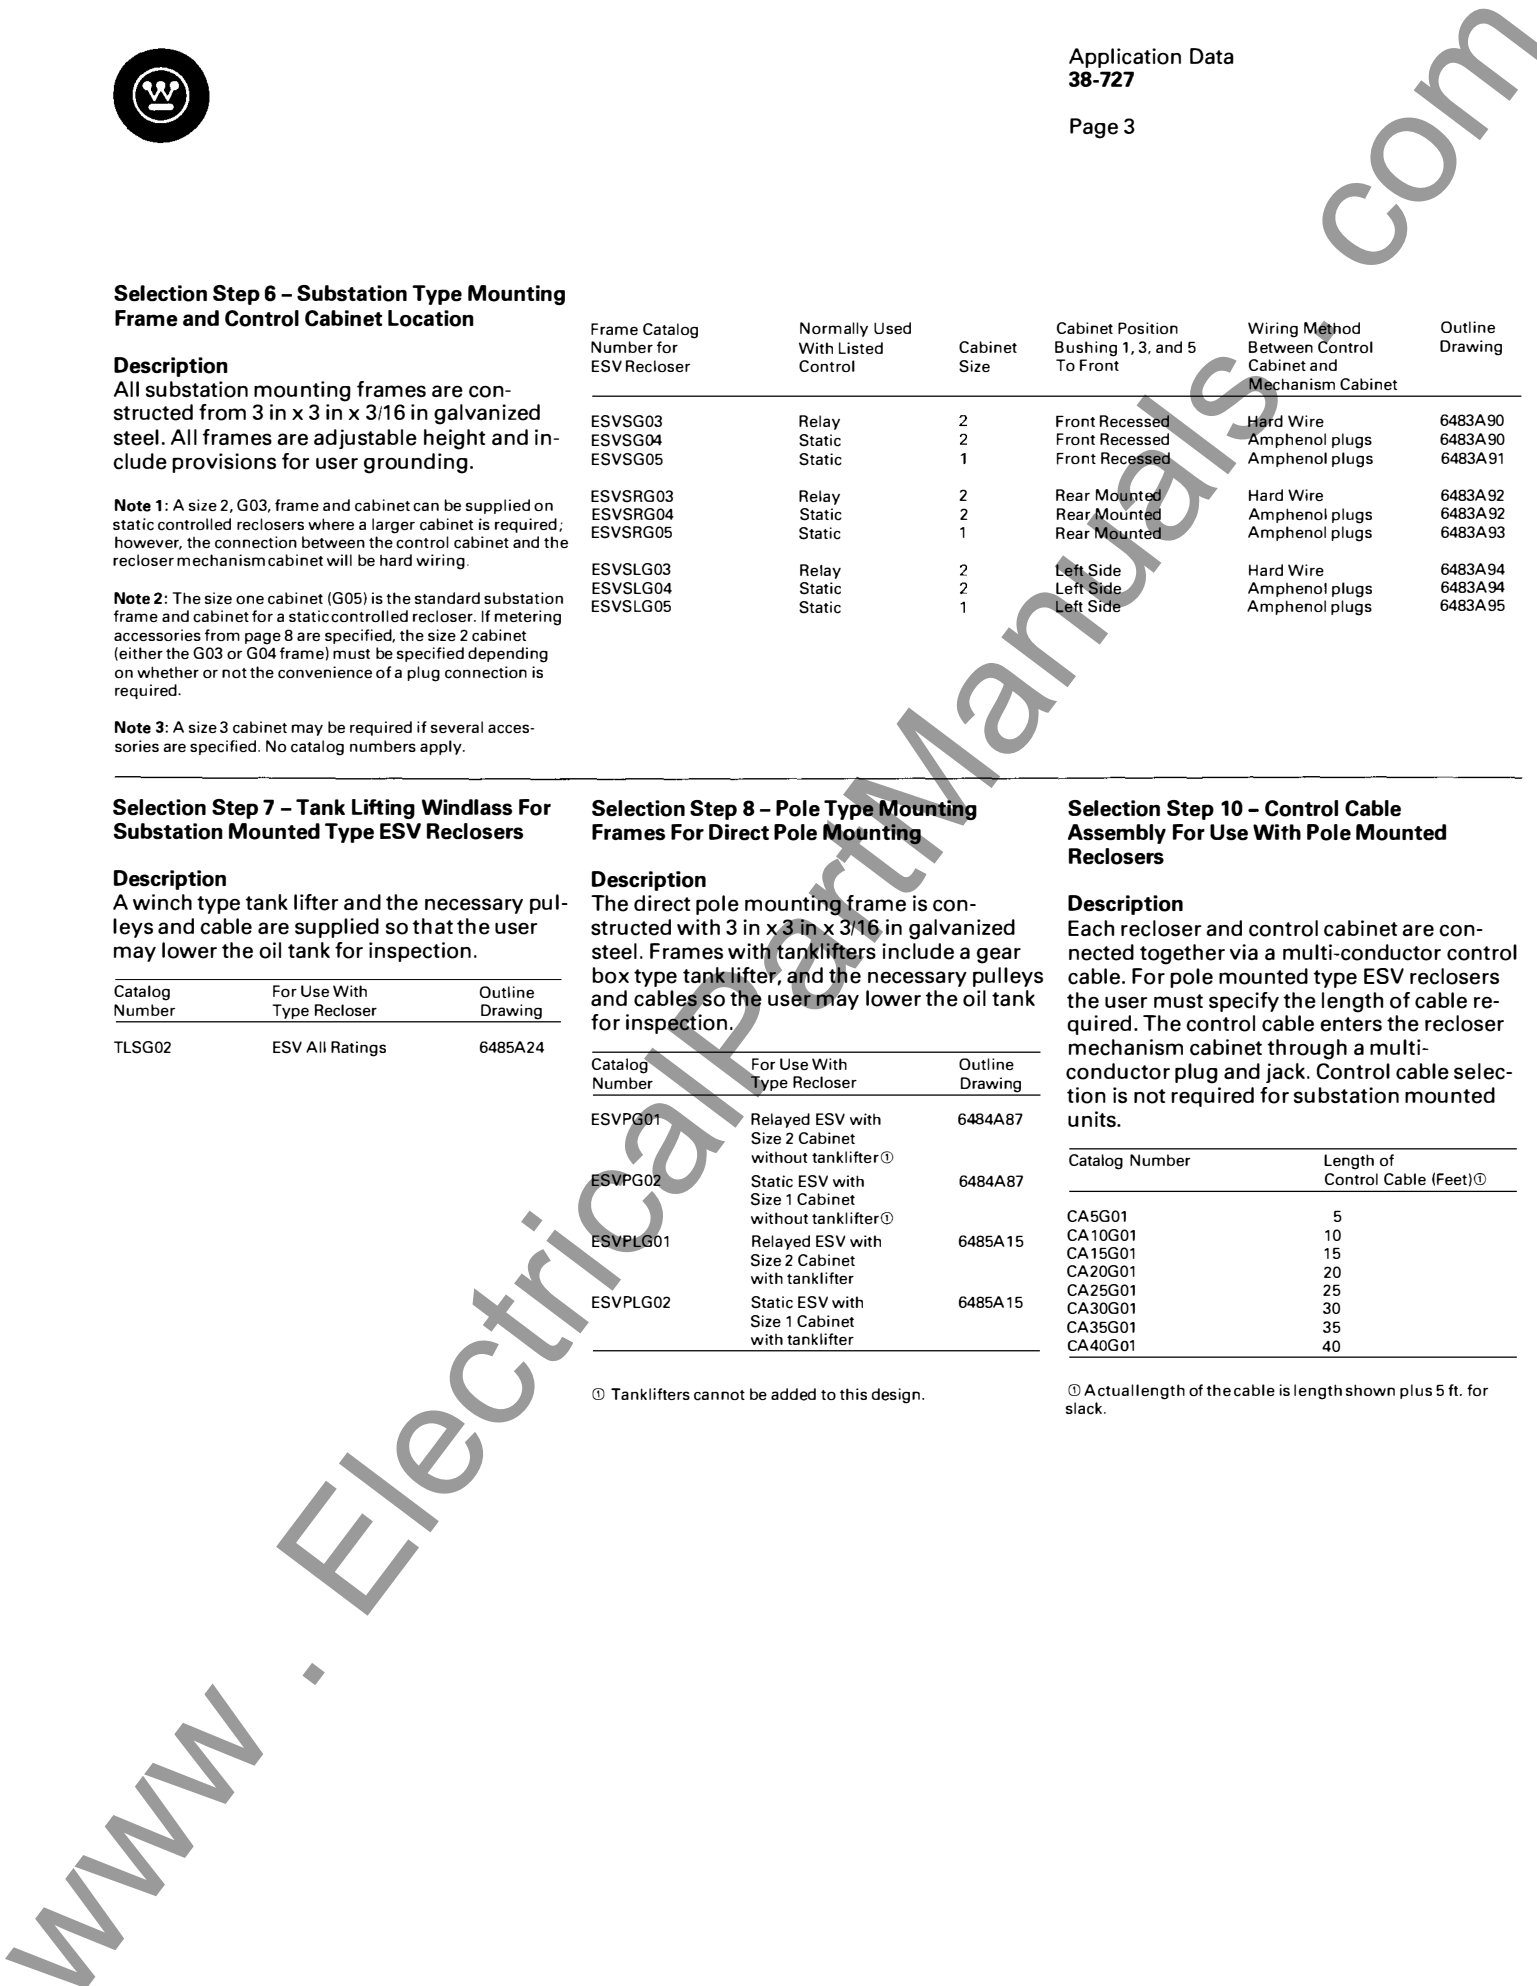 Application Data
38-727
Page 3
Selection Step 6 – Substation Type Mounting
Frame and Control Cabinet Location
Description
All substation mounting frames are con-
structed from 3 in x 3 in x 3/16 in galvanized
steel. All frames are adjustable height and in-
clude provisions for user grounding.
Note 1: A size 2, G03, frame and cabinet can be supplied on
static controlled reclosers where a larger cabinet is required;
however, the connection between the control cabinet and the
recloser mechanism cabinet will be hard wiring.
Note 2: The size one cabinet (G05) is the standard substation
frame and cabinet for a static controlled recloser. If metering
accessories from page 8 are specified, the size 2 cabinet
(either the G03 or G04 frame) must be specified depending
on whether or not the convenience of a plug connection is
required.
Note 3: A size 3 cabinet may be required if several acces-
sories are specified. No catalog numbers apply.
Frame Catalog Normally Used Cabinet Position Wiring Method Outline
Number for With Listed Cabinet Bushing 1, 3, and 5 Between Control Drawing
ESV Recloser Control Size To Front Cabinet and
Mechanism Cabinet
ESVSG03 Relay 2 Front Recessed Hard Wire 6483A90
ESVSG04 Static 2 Front Recessed Amphenol plugs 6483A90
ESVSG05 Static 1 Front Recessed Amphenol plugs 6483A91
ESVSRG03 Relay 2 Rear Mounted Hard Wire 6483A92
ESVSRG04 Static 2 Rear Mounted Amphenol plugs 6483A92
ESVSRG05 Static 1 Rear Mounted Amphenol plugs 6483A93
ESVSLG03 Relay 2 Left Side Hard Wire 6483A94
ESVSLG04 Static 2 Left Side Amphenol plugs 6483A94
ESVSLG05 Static 1 Left Side Amphenol plugs 6483A95
Selection Step 7 – Tank Lifting Windlass For
Substation Mounted Type ESV Reclosers
Description
A winch type tank lifter and the necessary pul-
leys and cable are supplied so that the user
may lower the oil tank for inspection.
Catalog For Use With Outline
Number Type Recloser Drawing
TLSG02 ESV All Ratings 6485A24
Selection Step 8 – Pole Type Mounting
Frames For Direct Pole Mounting
Description
The direct pole mounting frame is con-
structed with 3 in x 3 in x 3/16 in galvanized
steel. Frames with tanklifters include a gear
box type tank lifter, and the necessary pulleys
and cables so the user may lower the oil tank
for inspection.
Catalog For Use With Outline
Number Type Recloser Drawing
ESVPG01 Relayed ESV with 6484A87
Size 2 Cabinet
without tanklifter①
ESVPG02 Static ESV with 6484A87
Size 1 Cabinet
without tanklifter①
ESVPLG01 Relayed ESV with 6485A15
Size 2 Cabinet
with tanklifter
ESVPLG02 Static ESV with 6485A15
Size 1 Cabinet
with tanklifter
① Tanklifters cannot be added to this design.
Selection Step 10 – Control Cable
Assembly For Use With Pole Mounted
Reclosers
Description
Each recloser and control cabinet are con-
nected together via a multi-conductor control
cable. For pole mounted type ESV reclosers
the user must specify the length of cable re-
quired. The control cable enters the recloser
mechanism cabinet through a multi-
conductor plug and jack. Control cable selec-
tion is not required for substation mounted
units.
Catalog Number Length of
Control Cable (Feet)①
CA5G01 5
CA10G01 10
CA15G01 15
CA20G01 20
CA25G01 25
CA30G01 30
CA35G01 35
CA40G01 40
① Actual length of the cable is length shown plus 5 ft. for
slack.
www . ElectricalPartManuals . com